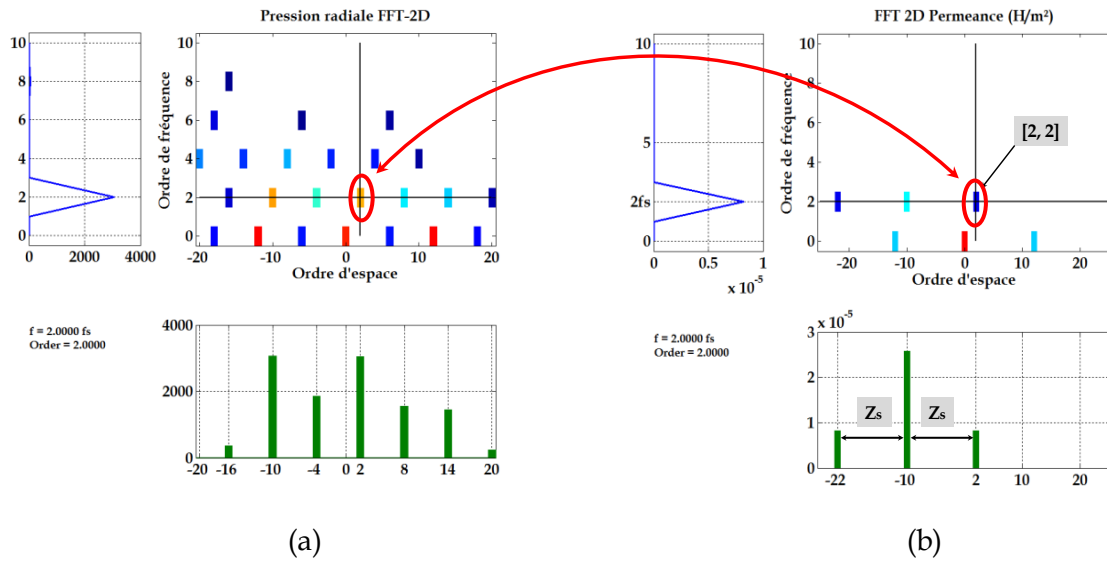 Pression radiale FFT-2D
10
8
6
4
2
0
0 2000 4000
Ordre de fréquence
10
8
6
4
2
0
-20 -10 0 10 20
Ordre d'espace
f = 2.0000 fs
Order = 2.0000
4000
2000
0
-20 -16 -10 -4 0 2 8 14 20
(a)
FFT 2D Permeance (H/m²)
10
5
2fs
0
0 0.5 1
x 10^-5
Ordre de fréquence
10
8
6
4
2
0
[2, 2]
-20 -10 0 10 20
Ordre d'espace
f = 2.0000 fs
Order = 2.0000
x 10^-5
3
2
1
0
Zs Zs
-22 -10 2 10 20
(b)